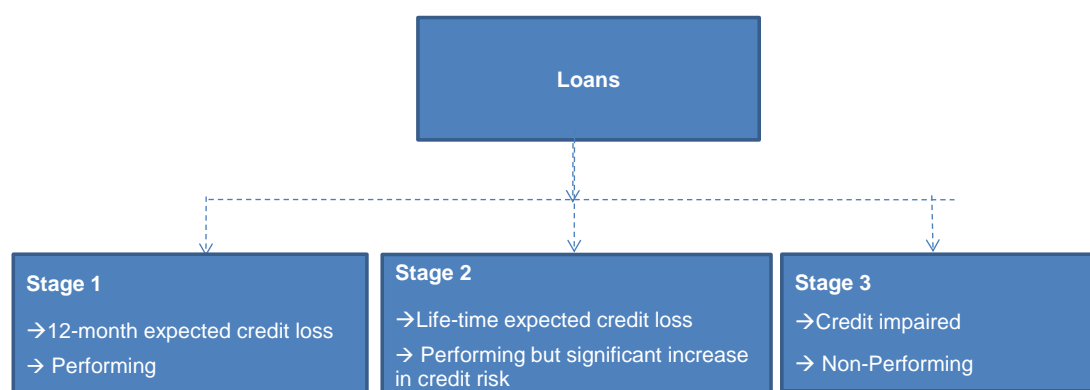 Loans
Stage 1
→12-month expected credit loss
→ Performing
Stage 2
→Life-time expected credit loss
→ Performing but significant increase
in credit risk
Stage 3
→Credit impaired
→ Non-Performing